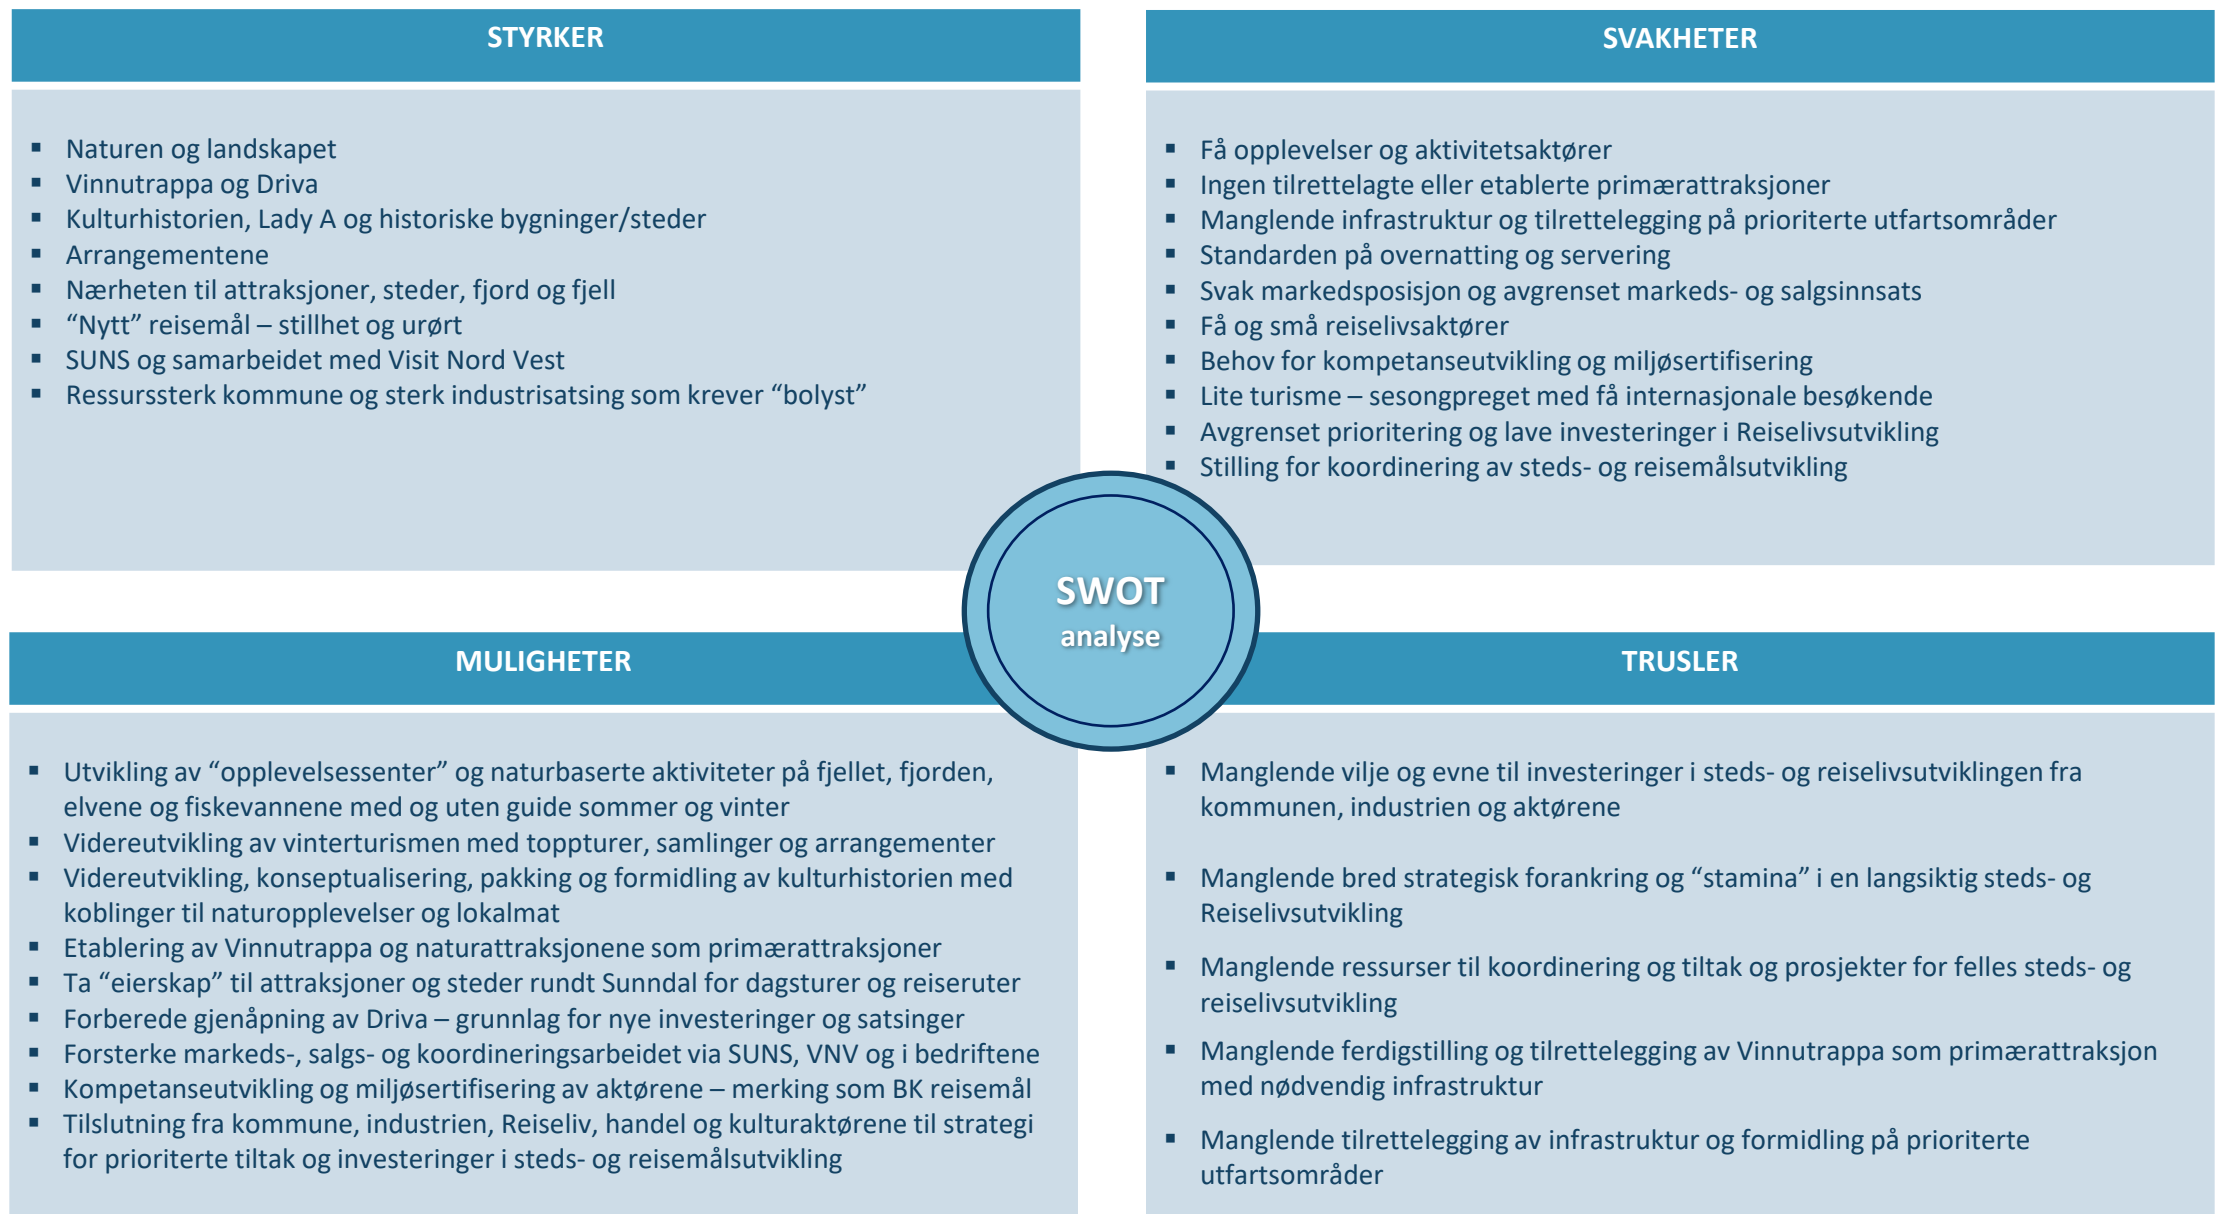 STYRKER
▪ Naturen og landskapet
▪ Vinnutrappa og Driva
▪ Kulturhistorien, Lady A og historiske bygninger/steder
▪ Arrangementene
▪ Nærheten til attraksjoner, steder, fjord og fjell
▪ “Nytt” reisemål – stillhet og urørt
▪ SUNS og samarbeidet med Visit Nord Vest
▪ Ressurssterk kommune og sterk industrisatsing som krever “bolyst”
SVAKHETER
▪ Få opplevelser og aktivitetsaktører
▪ Ingen tilrettelagte eller etablerte primærattraksjoner
▪ Manglende infrastruktur og tilrettelegging på prioriterte utfartsområder
▪ Standarden på overnatting og servering
▪ Svak markedsposisjon og avgrenset markeds- og salgsinnsats
▪ Få og små reiselivsaktører
▪ Behov for kompetanseutvikling og miljøsertifisering
▪ Lite turisme – sesongpreget med få internasjonale besøkende
▪ Avgrenset prioritering og lave investeringer i Reiselivsutvikling
▪ Stilling for koordinering av steds- og reisemålsutvikling
SWOT
analyse
MULIGHETER
▪ Utvikling av “opplevelsessenter” og naturbaserte aktiviteter på fjellet, fjorden,
elvene og fiskevannene med og uten guide sommer og vinter
▪ Videreutvikling av vinterturismen med toppturer, samlinger og arrangementer
▪ Videreutvikling, konseptualisering, pakking og formidling av kulturhistorien med
koblinger til naturopplevelser og lokalmat
▪ Etablering av Vinnutrappa og naturattraksjonene som primærattraksjoner
▪ Ta “eierskap” til attraksjoner og steder rundt Sunndal for dagsturer og reiseruter
▪ Forberede gjenåpning av Driva – grunnlag for nye investeringer og satsinger
▪ Forsterke markeds-, salgs- og koordineringsarbeidet via SUNS, VNV og i bedriftene
▪ Kompetanseutvikling og miljøsertifisering av aktørene – merking som BK reisemål
▪ Tilslutning fra kommune, industrien, Reiseliv, handel og kulturaktørene til strategi
for prioriterte tiltak og investeringer i steds- og reisemålsutvikling
TRUSLER
▪ Manglende vilje og evne til investeringer i steds- og reiselivsutviklingen fra
kommunen, industrien og aktørene
▪ Manglende bred strategisk forankring og “stamina” i en langsiktig steds- og
Reiselivsutvikling
▪ Manglende ressurser til koordinering og tiltak og prosjekter for felles steds- og
reiselivsutvikling
▪ Manglende ferdigstilling og tilrettelegging av Vinnutrappa som primærattraksjon
med nødvendig infrastruktur
▪ Manglende tilrettelegging av infrastruktur og formidling på prioriterte
utfartsområder